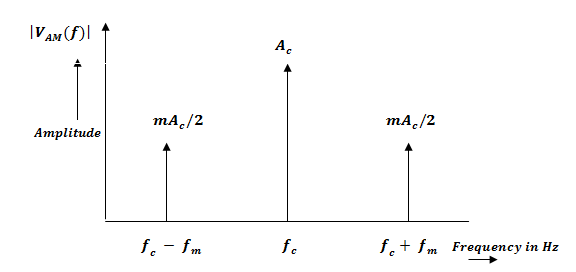 |V_AM(f)|
A_c
mA_c/2
mA_c/2
Amplitude
f_c − f_m
f_c
f_c + f_m
Frequency in Hz